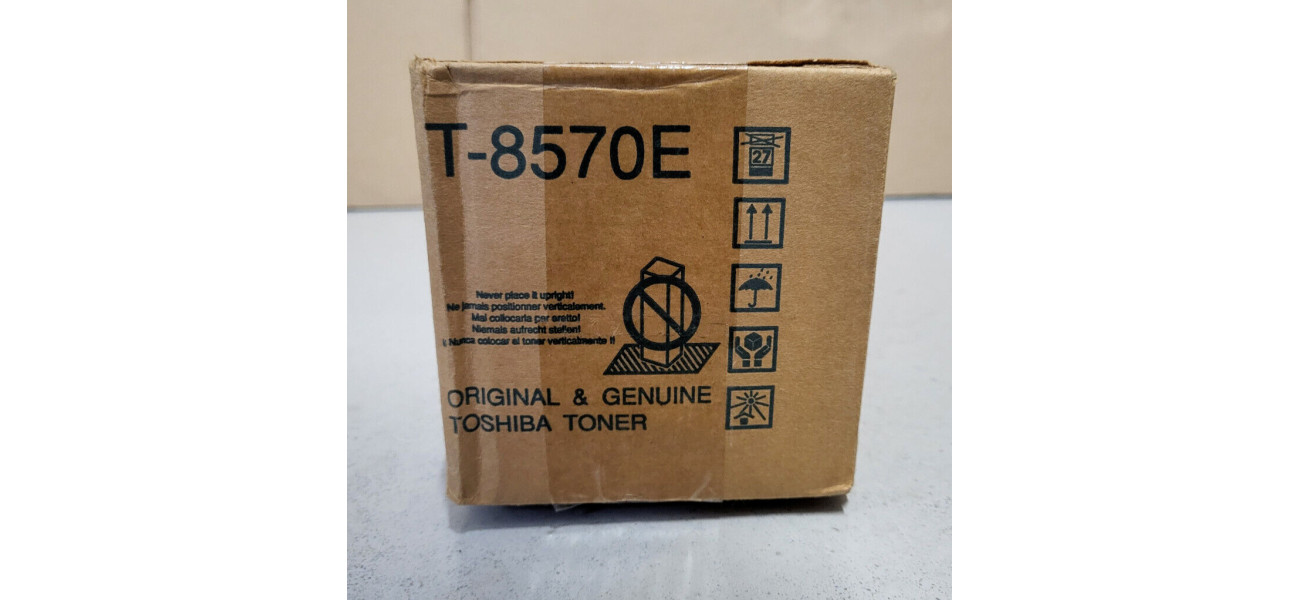 T-8570E
27
Never place it upright!
Ne jamais positionner verticalement.
Mai collocarla per eretto!
Niemals aufrecht stellen!
¡ Nunca colocar el toner verticalmente !!
ORIGINAL & GENUINE
TOSHIBA TONER